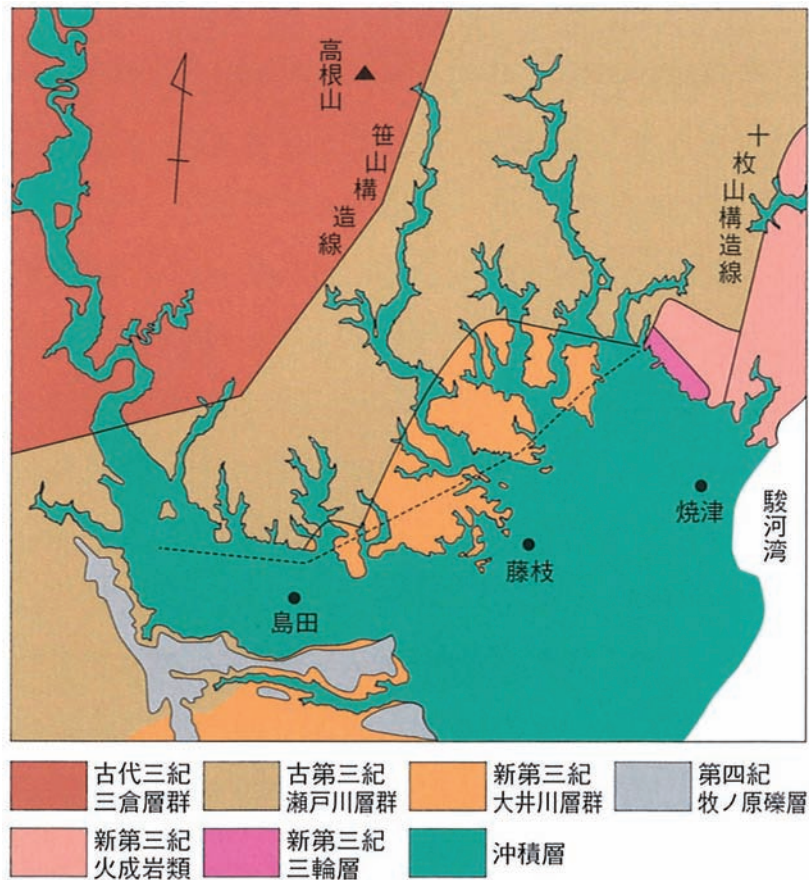 高根山
笹山構造線
十枚山構造線
焼津
駿河湾
藤枝
島田
古代三紀
三倉層群
古第三紀
瀬戸川層群
新第三紀
大井川層群
第四紀
牧ノ原礫層
新第三紀
火成岩類
新第三紀
三輪層
沖積層